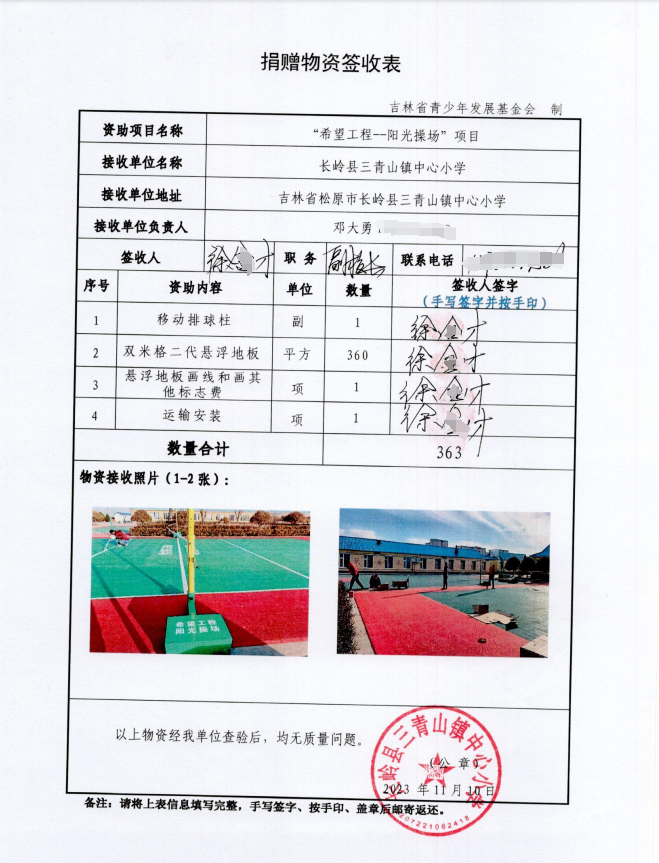 捐赠物资签收表
吉林省青少年发展基金会 制
资助项目名称 “希望工程--阳光操场”项目
接收单位名称 长岭县三青山镇中心小学
接收单位地址 吉林省松原市长岭县三青山镇中心小学
接收单位负责人 邓大勇
签收人 徐 才 职务 副校长 联系电话
序号 资助内容 单位 数量 签收人签字
(手写签字并按手印)
1 移动排球柱 副 1 徐 才
2 双米格二代悬浮地板 平方 360 徐 才
3 悬浮地板画线和画其
他标志费 项 1 徐 才
4 运输安装 项 1 徐 才
数量合计 363
物资接收照片(1-2 张):
希望工程
阳光操场
以上物资经我单位查验后，均无质量问题。
(公 章)
长岭县三青山镇中心小学
2023 年 11 月 10 日
2207221062418
备注：请将上表信息填写完整，手写签字、按手印、盖章后邮寄返还。